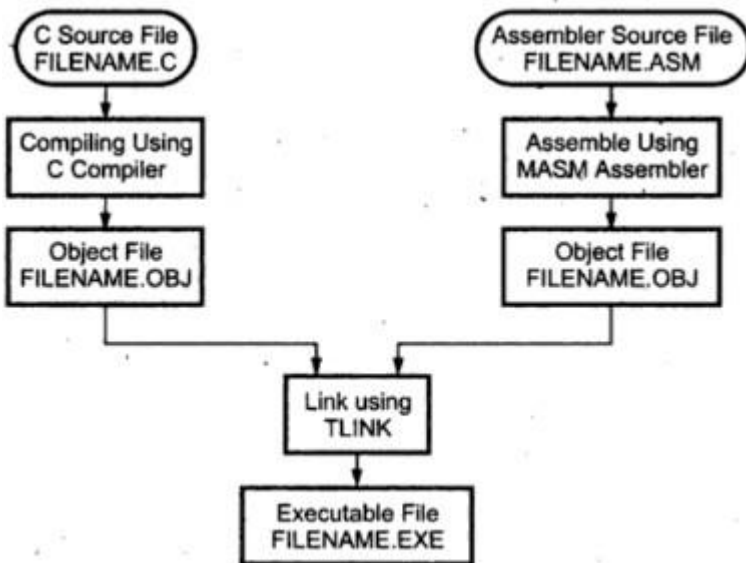 C Source File
FILENAME.C
Assembler Source File
FILENAME.ASM
Compiling Using
C Compiler
Assemble Using
MASM Assembler
Object File
FILENAME.OBJ
Object File
FILENAME.OBJ
Link using
TLINK
Executable File
FILENAME.EXE